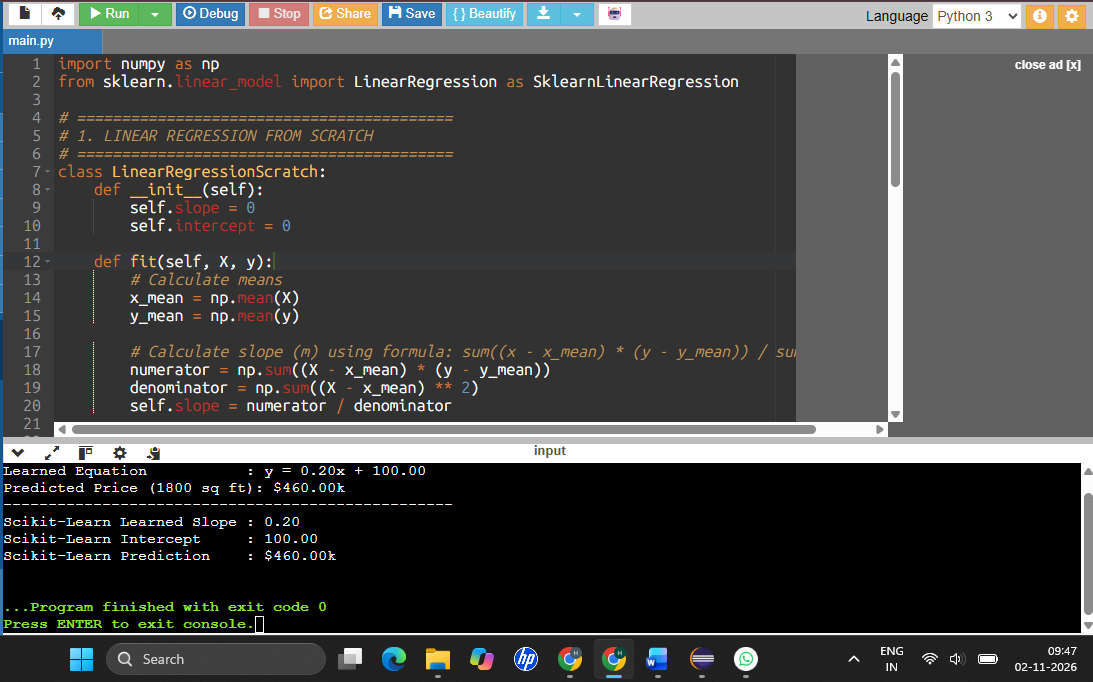 Run
Debug
Stop
Share
Save
{ } Beautify
Language Python 3
main.py
close ad [x]
1 import numpy as np
2 from sklearn.linear_model import LinearRegression as SklearnLinearRegression
3
4 # ==========================================
5 # 1. LINEAR REGRESSION FROM SCRATCH
6 # ==========================================
7 class LinearRegressionScratch:
8 def __init__(self):
9 self.slope = 0
10 self.intercept = 0
11
12 def fit(self, X, y):
13 # Calculate means
14 x_mean = np.mean(X)
15 y_mean = np.mean(y)
16
17 # Calculate slope (m) using formula: sum((x - x_mean) * (y - y_mean)) / su
18 numerator = np.sum((X - x_mean) * (y - y_mean))
19 denominator = np.sum((X - x_mean) ** 2)
20 self.slope = numerator / denominator
21
input
Learned Equation : y = 0.20x + 100.00
Predicted Price (1800 sq ft): $460.00k
--------------------------------------------------
Scikit-Learn Learned Slope : 0.20
Scikit-Learn Intercept : 100.00
Scikit-Learn Prediction : $460.00k
...Program finished with exit code 0
Press ENTER to exit console.
Search
hp
ENG
IN
09:47
02-11-2026